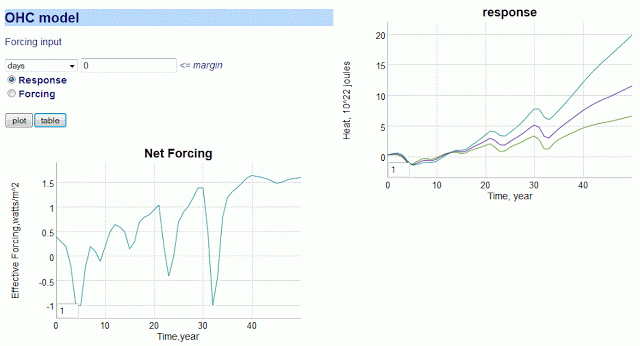 OHC model
Forcing input
days 0 <= margin
Response
Forcing
plot table
Net Forcing
Effective Forcing,watts/m^2
1.5
1
0.5
0
-0.5
-1
1
0 10 20 30 40
Time,year
response
Heat, 10^22 joules
20
15
10
5
0
1
0 10 20 30 40
Time, year